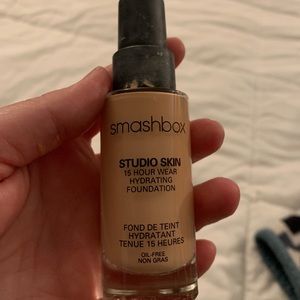 smashbox
STUDIO SKIN
15 HOUR WEAR
HYDRATING
FOUNDATION
FOND DE TEINT
HYDRATANT
TENUE 15 HEURES
OIL-FREE
NON GRAS